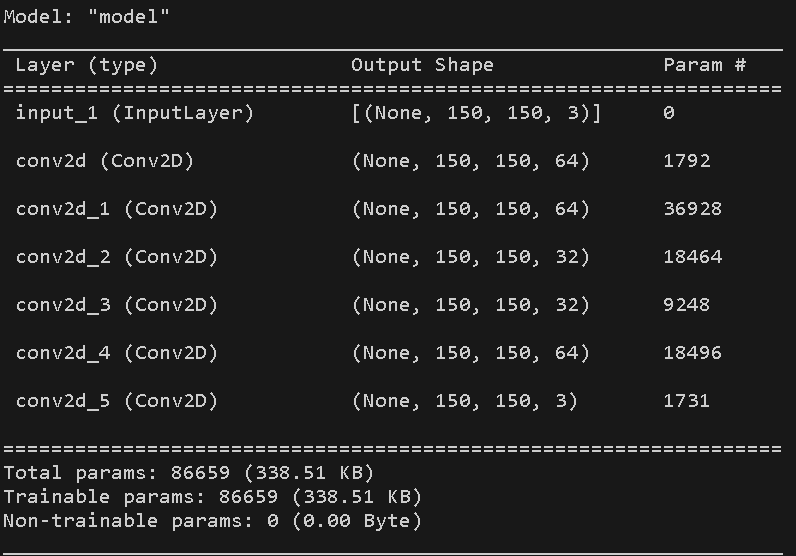 Model: "model"
Layer (type) Output Shape Param #
=================================================================
input_1 (InputLayer) [(None, 150, 150, 3)] 0
conv2d (Conv2D) (None, 150, 150, 64) 1792
conv2d_1 (Conv2D) (None, 150, 150, 64) 36928
conv2d_2 (Conv2D) (None, 150, 150, 32) 18464
conv2d_3 (Conv2D) (None, 150, 150, 32) 9248
conv2d_4 (Conv2D) (None, 150, 150, 64) 18496
conv2d_5 (Conv2D) (None, 150, 150, 3) 1731
=================================================================
Total params: 86659 (338.51 KB)
Trainable params: 86659 (338.51 KB)
Non-trainable params: 0 (0.00 Byte)